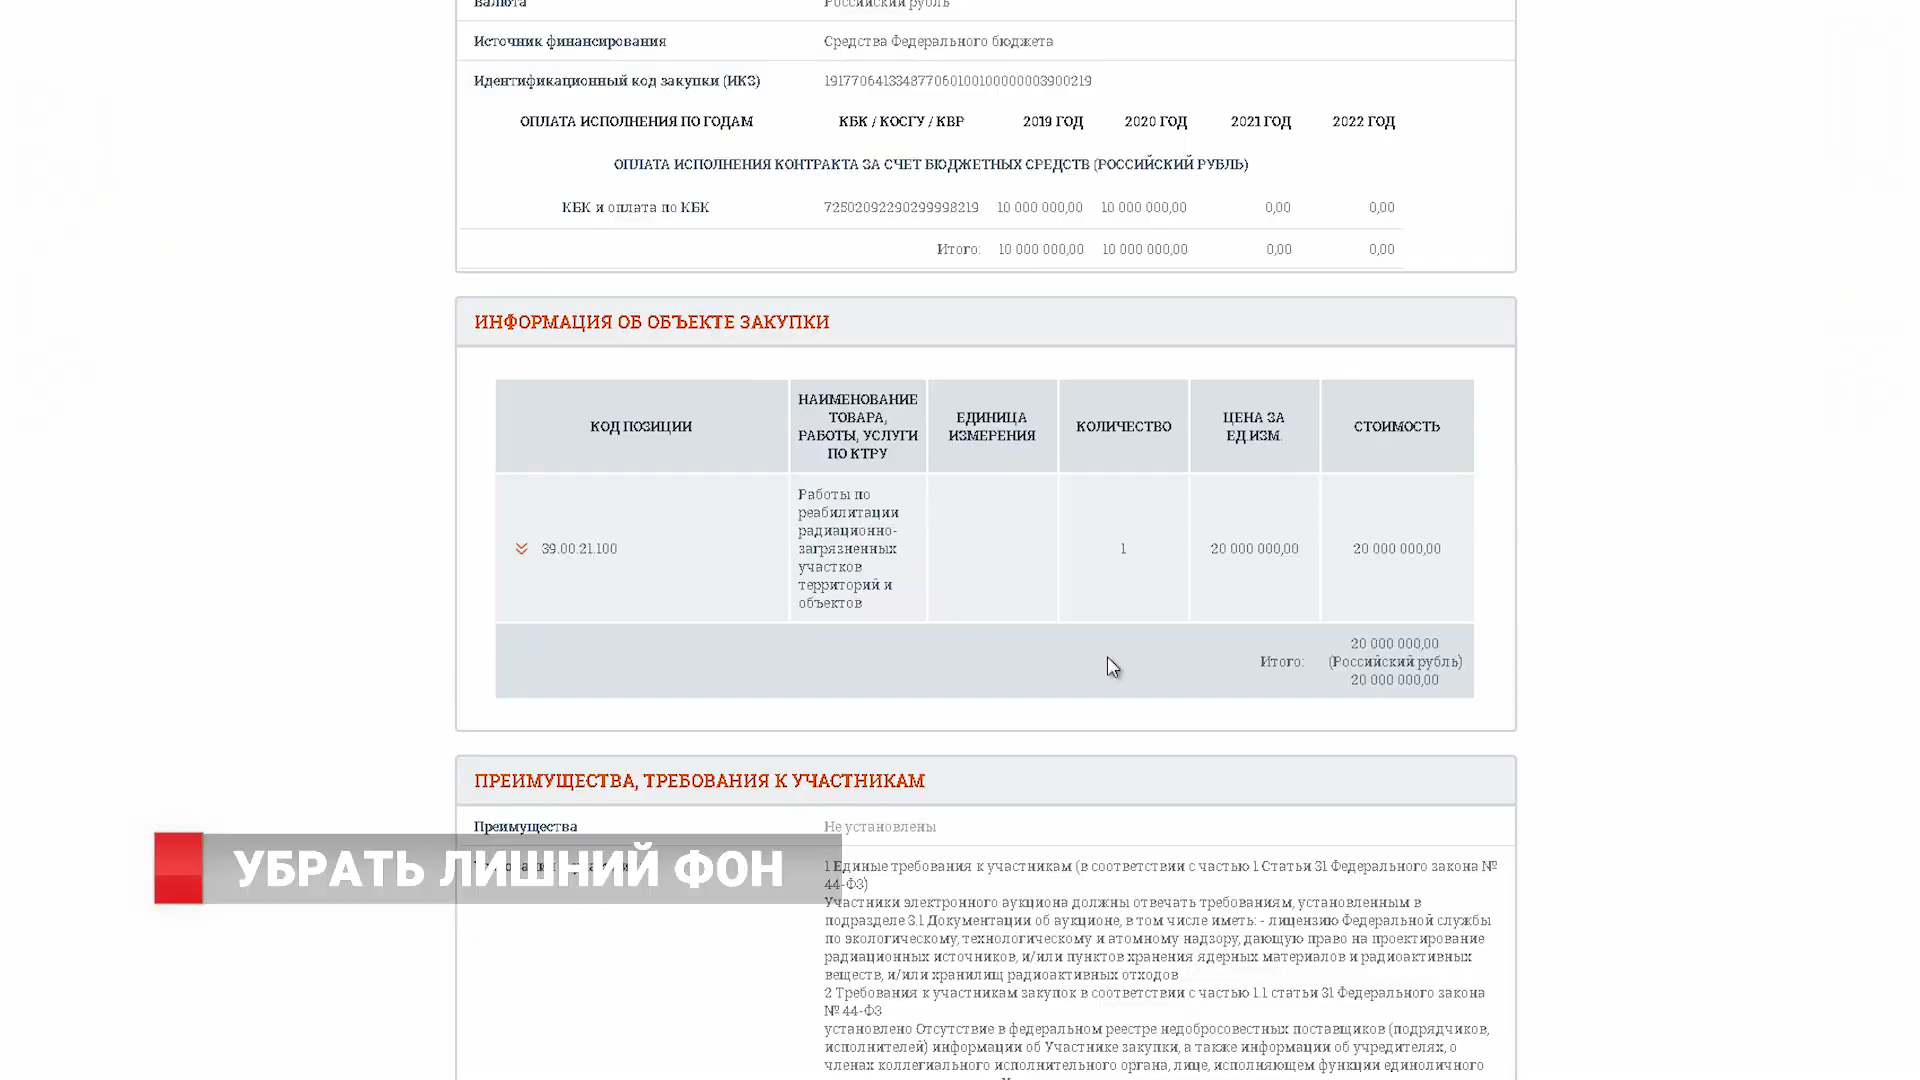 Валюта Российский рубль
Источник финансирования Средства Федерального бюджета
Идентификационный код закупки (ИКЗ) 191770641334877060100100000003900219
ОПЛАТА ИСПОЛНЕНИЯ ПО ГОДАМ КБК / КОСГУ / КВР 2019 ГОД 2020 ГОД 2021 ГОД 2022 ГОД
ОПЛАТА ИСПОЛНЕНИЯ КОНТРАКТА ЗА СЧЕТ БЮДЖЕТНЫХ СРЕДСТВ (РОССИЙСКИЙ РУБЛЬ)
КБК и оплата по КБК 72502092290299998219 10 000 000,00 10 000 000,00 0,00 0,00
Итого: 10 000 000,00 10 000 000,00 0,00 0,00
ИНФОРМАЦИЯ ОБ ОБЪЕКТЕ ЗАКУПКИ
КОД ПОЗИЦИИ
НАИМЕНОВАНИЕ
ТОВАРА,
РАБОТЫ, УСЛУГИ
ПО КТРУ
ЕДИНИЦА
ИЗМЕРЕНИЯ
КОЛИЧЕСТВО
ЦЕНА ЗА
ЕД.ИЗМ.
СТОИМОСТЬ
39.00.21.100
Работы по
реабилитации
радиационно-
загрязненных
участков
территорий и
объектов
1
20 000 000,00
20 000 000,00
Итого:
20 000 000,00
(Российский рубль)
20 000 000,00
ПРЕИМУЩЕСТВА, ТРЕБОВАНИЯ К УЧАСТНИКАМ
Преимущества Не установлены
УБРАТЬ ЛИШНИЙ ФОН
1 Единые требования к участникам (в соответствии с частью 1 Статьи 31 Федерального закона №
44-ФЗ)
Участники электронного аукциона должны отвечать требованиям, установленным в
подразделе 3.1 Документации об аукционе, в том числе иметь: - лицензию Федеральной службы
по экологическому, технологическому и атомному надзору, дающую право на проектирование
радиационных источников, и/или пунктов хранения ядерных материалов и радиоактивных
веществ, и/или хранилищ радиоактивных отходов
2 Требования к участникам закупок в соответствии с частью 1.1 статьи 31 Федерального закона
№ 44-ФЗ
установлено Отсутствие в федеральном реестре недобросовестных поставщиков (подрядчиков,
исполнителей) информации об Участнике закупки, а также информации об учредителях, о
членах коллегиального исполнительного органа, лице, исполняющем функции единоличного